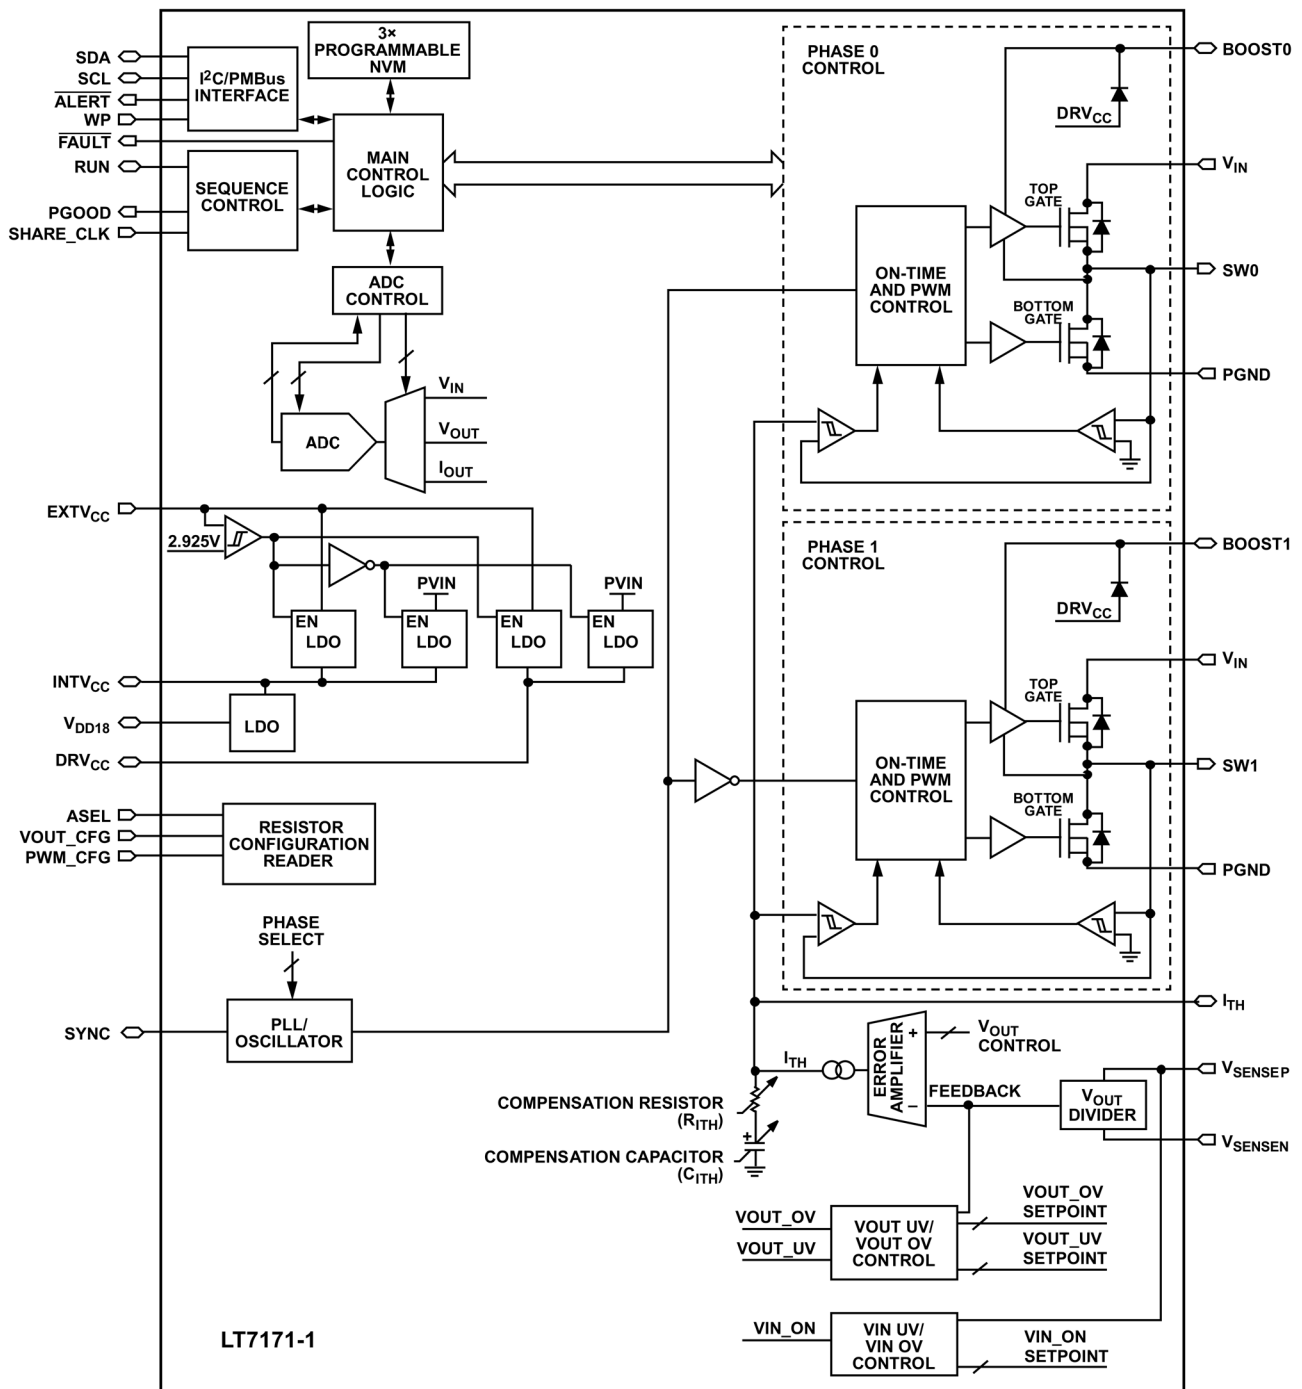 SDA
SCL
ALERT
WP
FAULT
RUN
PGOOD
SHARE_CLK
I2C/PMBus
INTERFACE
3×
PROGRAMMABLE
NVM
SEQUENCE
CONTROL
MAIN
CONTROL
LOGIC
ADC
CONTROL
ADC
VIN
VOUT
IOUT
EXTVCC
2.925V
EN
LDO
PVIN
EN
LDO
EN
LDO
PVIN
EN
LDO
INTVCC
VDD18
LDO
DRVCC
ASEL
VOUT_CFG
PWM_CFG
RESISTOR
CONFIGURATION
READER
PHASE
SELECT
SYNC
PLL/
OSCILLATOR
PHASE 0
CONTROL
BOOST0
DRVCC
VIN
TOP
GATE
ON-TIME
AND PWM
CONTROL
SW0
BOTTOM
GATE
PGND
PHASE 1
CONTROL
BOOST1
DRVCC
VIN
TOP
GATE
ON-TIME
AND PWM
CONTROL
SW1
BOTTOM
GATE
PGND
ITH
ITH
ERROR
AMPLIFIER
+
−
VOUT
CONTROL
FEEDBACK
VOUT
DIVIDER
VSENSEP
VSENSEN
COMPENSATION RESISTOR
(RITH)
+
COMPENSATION CAPACITOR
(CITH)
VOUT_OV
VOUT_UV
VOUT UV/
VOUT OV
CONTROL
VOUT_OV
SETPOINT
VOUT_UV
SETPOINT
VIN_ON
VIN UV/
VIN OV
CONTROL
VIN_ON
SETPOINT
LT7171-1